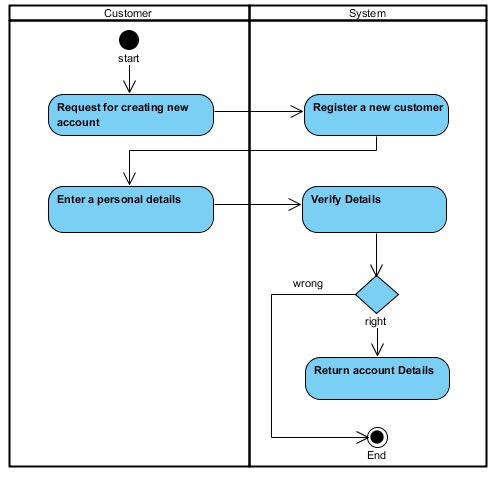 Customer
System
start
Request for creating new
account
Register a new customer
Enter a personal details
Verify Details
wrong
right
Return account Details
End